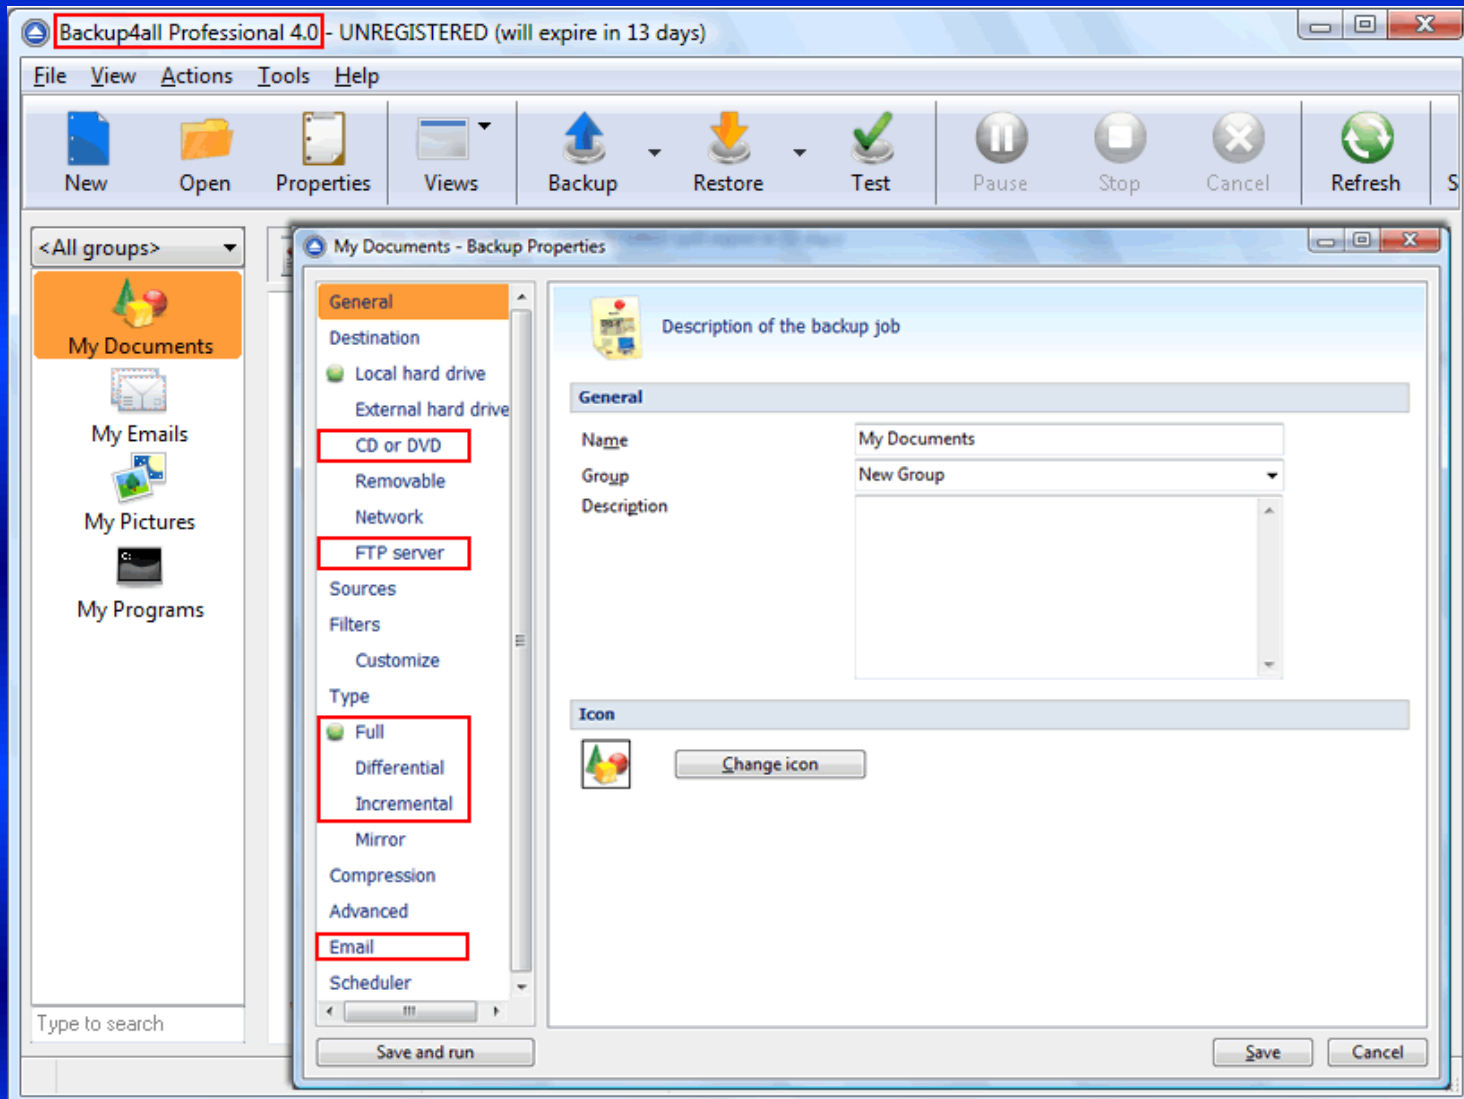 Backup4all Professional 4.0 - UNREGISTERED (will expire in 13 days)
File View Actions Tools Help
New Open Properties Views Backup Restore Test Pause Stop Cancel Refresh S
<All groups>
My Documents
My Emails
My Pictures
My Programs
Type to search
My Documents - Backup Properties
General
Destination
Local hard drive
External hard drive
CD or DVD
Removable
Network
FTP server
Sources
Filters
Customize
Type
Full
Differential
Incremental
Mirror
Compression
Advanced
Email
Scheduler
Description of the backup job
General
Name My Documents
Group New Group
Description
Icon
Change icon
Save and run Save Cancel